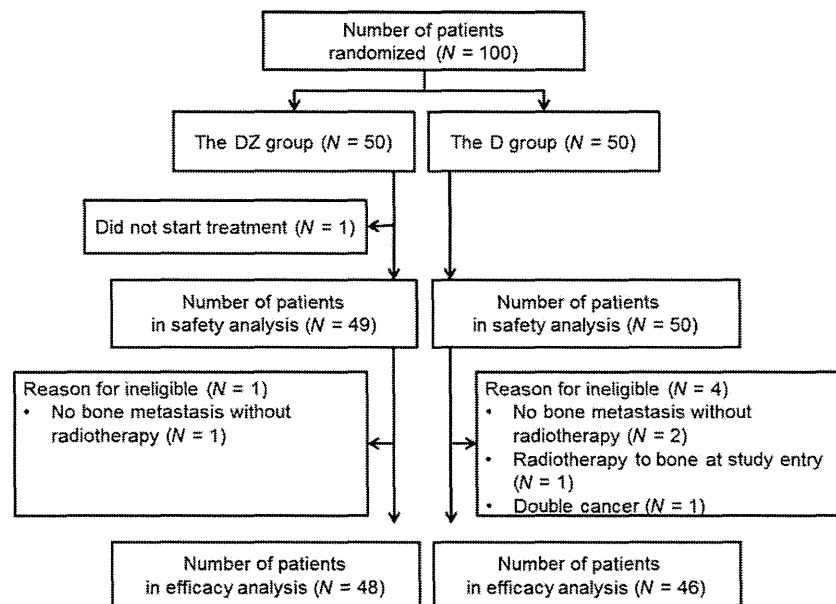 Number of patients
randomized (N = 100)
The DZ group (N = 50)
The D group (N = 50)
Did not start treatment (N = 1)
Number of patients
in safety analysis (N = 49)
Number of patients
in safety analysis (N = 50)
Reason for ineligible (N = 1)
• No bone metastasis without
radiotherapy (N = 1)
Reason for ineligible (N = 4)
• No bone metastasis without
radiotherapy (N = 2)
• Radiotherapy to bone at study entry
(N = 1)
• Double cancer (N = 1)
Number of patients
in efficacy analysis (N = 48)
Number of patients
in efficacy analysis (N = 46)